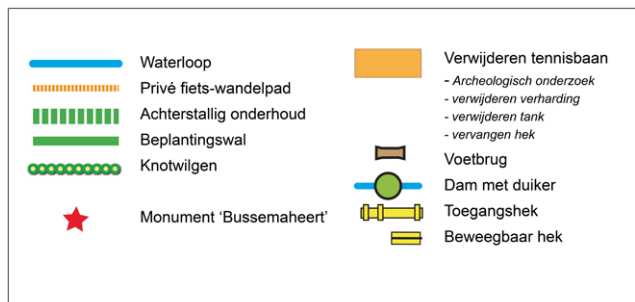 Waterloop
Privé fiets-wandelpad
Achterstallig onderhoud
Beplantingswal
Knotwilgen
Monument ‘Bussemaheert’
Verwijderen tennisbaan
- Archeologisch onderzoek
- verwijderen verharding
- verwijderen tank
- vervangen hek
Voetbrug
Dam met duiker
Toegangshek
Beweegbaar hek